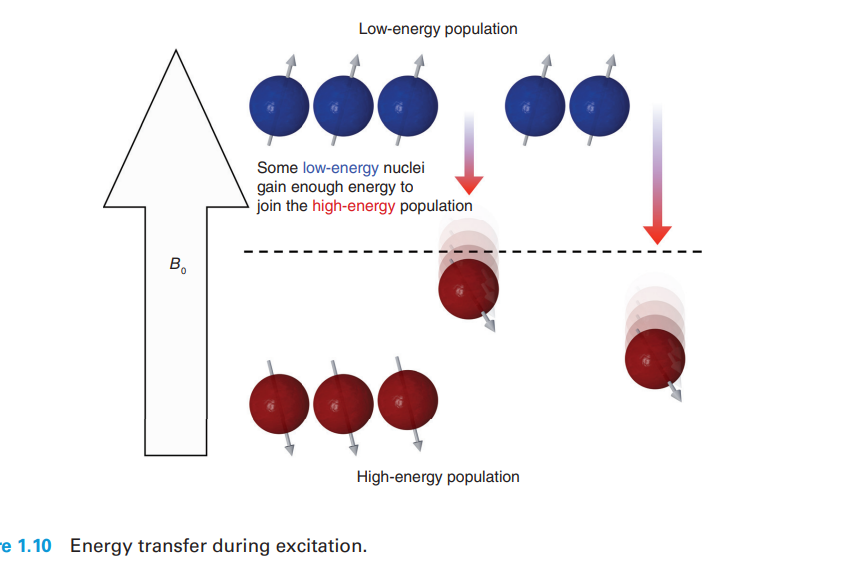 Low-energy population
Some low-energy nuclei
gain enough energy to
join the high-energy population
B0
High-energy population
re 1.10 Energy transfer during excitation.